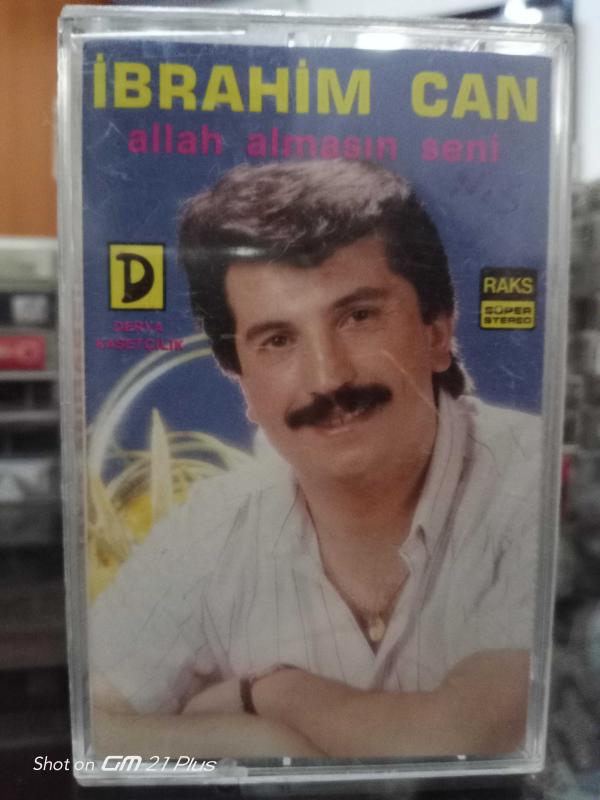 İBRAHİM CAN
allah almasın seni
D
DERYA
KASETÇİLİK
RAKS
SÜPER
STEREO
Shot on GM 21 Plus